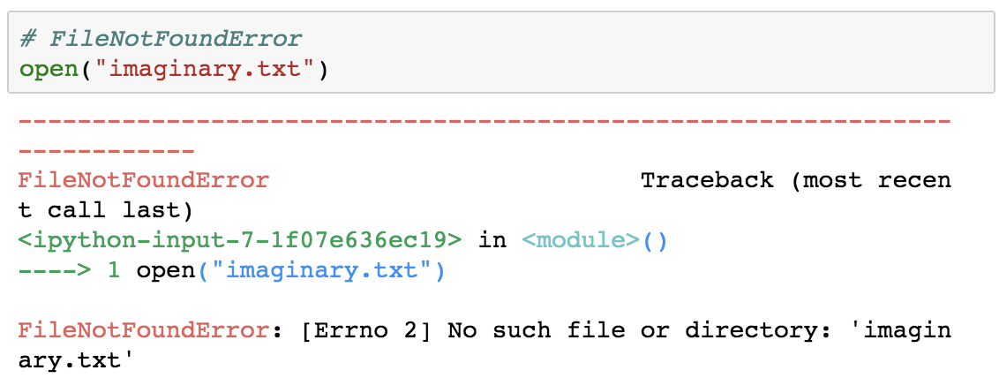 # FileNotFoundError
open("imaginary.txt")
---------------------------------------------------------------
------------
FileNotFoundError                         Traceback (most recen
t call last)
<ipython-input-7-1f07e636ec19> in <module>()
----> 1 open("imaginary.txt")
FileNotFoundError: [Errno 2] No such file or directory: 'imagin
ary.txt'